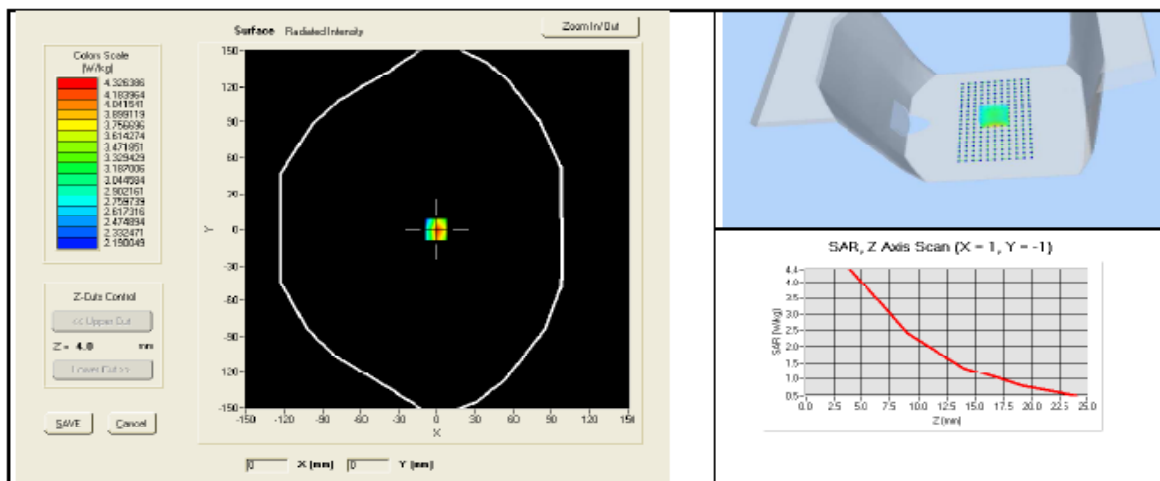 Surface Radiated Intensity
Zoom In/Out
Colors Scale
[W/kg]
4.326386
4.183964
4.041541
3.899119
3.756696
3.614274
3.471851
3.329429
3.187006
3.044584
2.902161
2.759739
2.617316
2.474894
2.332471
2.190049
Z-Cuts Control
<< Upper Cut
Z = 4.0 mm
Lower Cut >>
SAVE Cancel
Y
150
120
90
60
30
0
-30
-60
-90
-120
-150
-150 -120 -90 -60 -30 0 30 60 90 120 150
X
0 X (mm) 0 Y (mm)
SAR, Z Axis Scan (X = 1, Y = -1)
SAR [W/kg]
4.4
4.0
3.5
3.0
2.5
2.0
1.5
1.0
0.5
0.0 2.5 5.0 7.5 10.0 12.5 15.0 17.5 20.0 22.5 25.0
Z [mm]